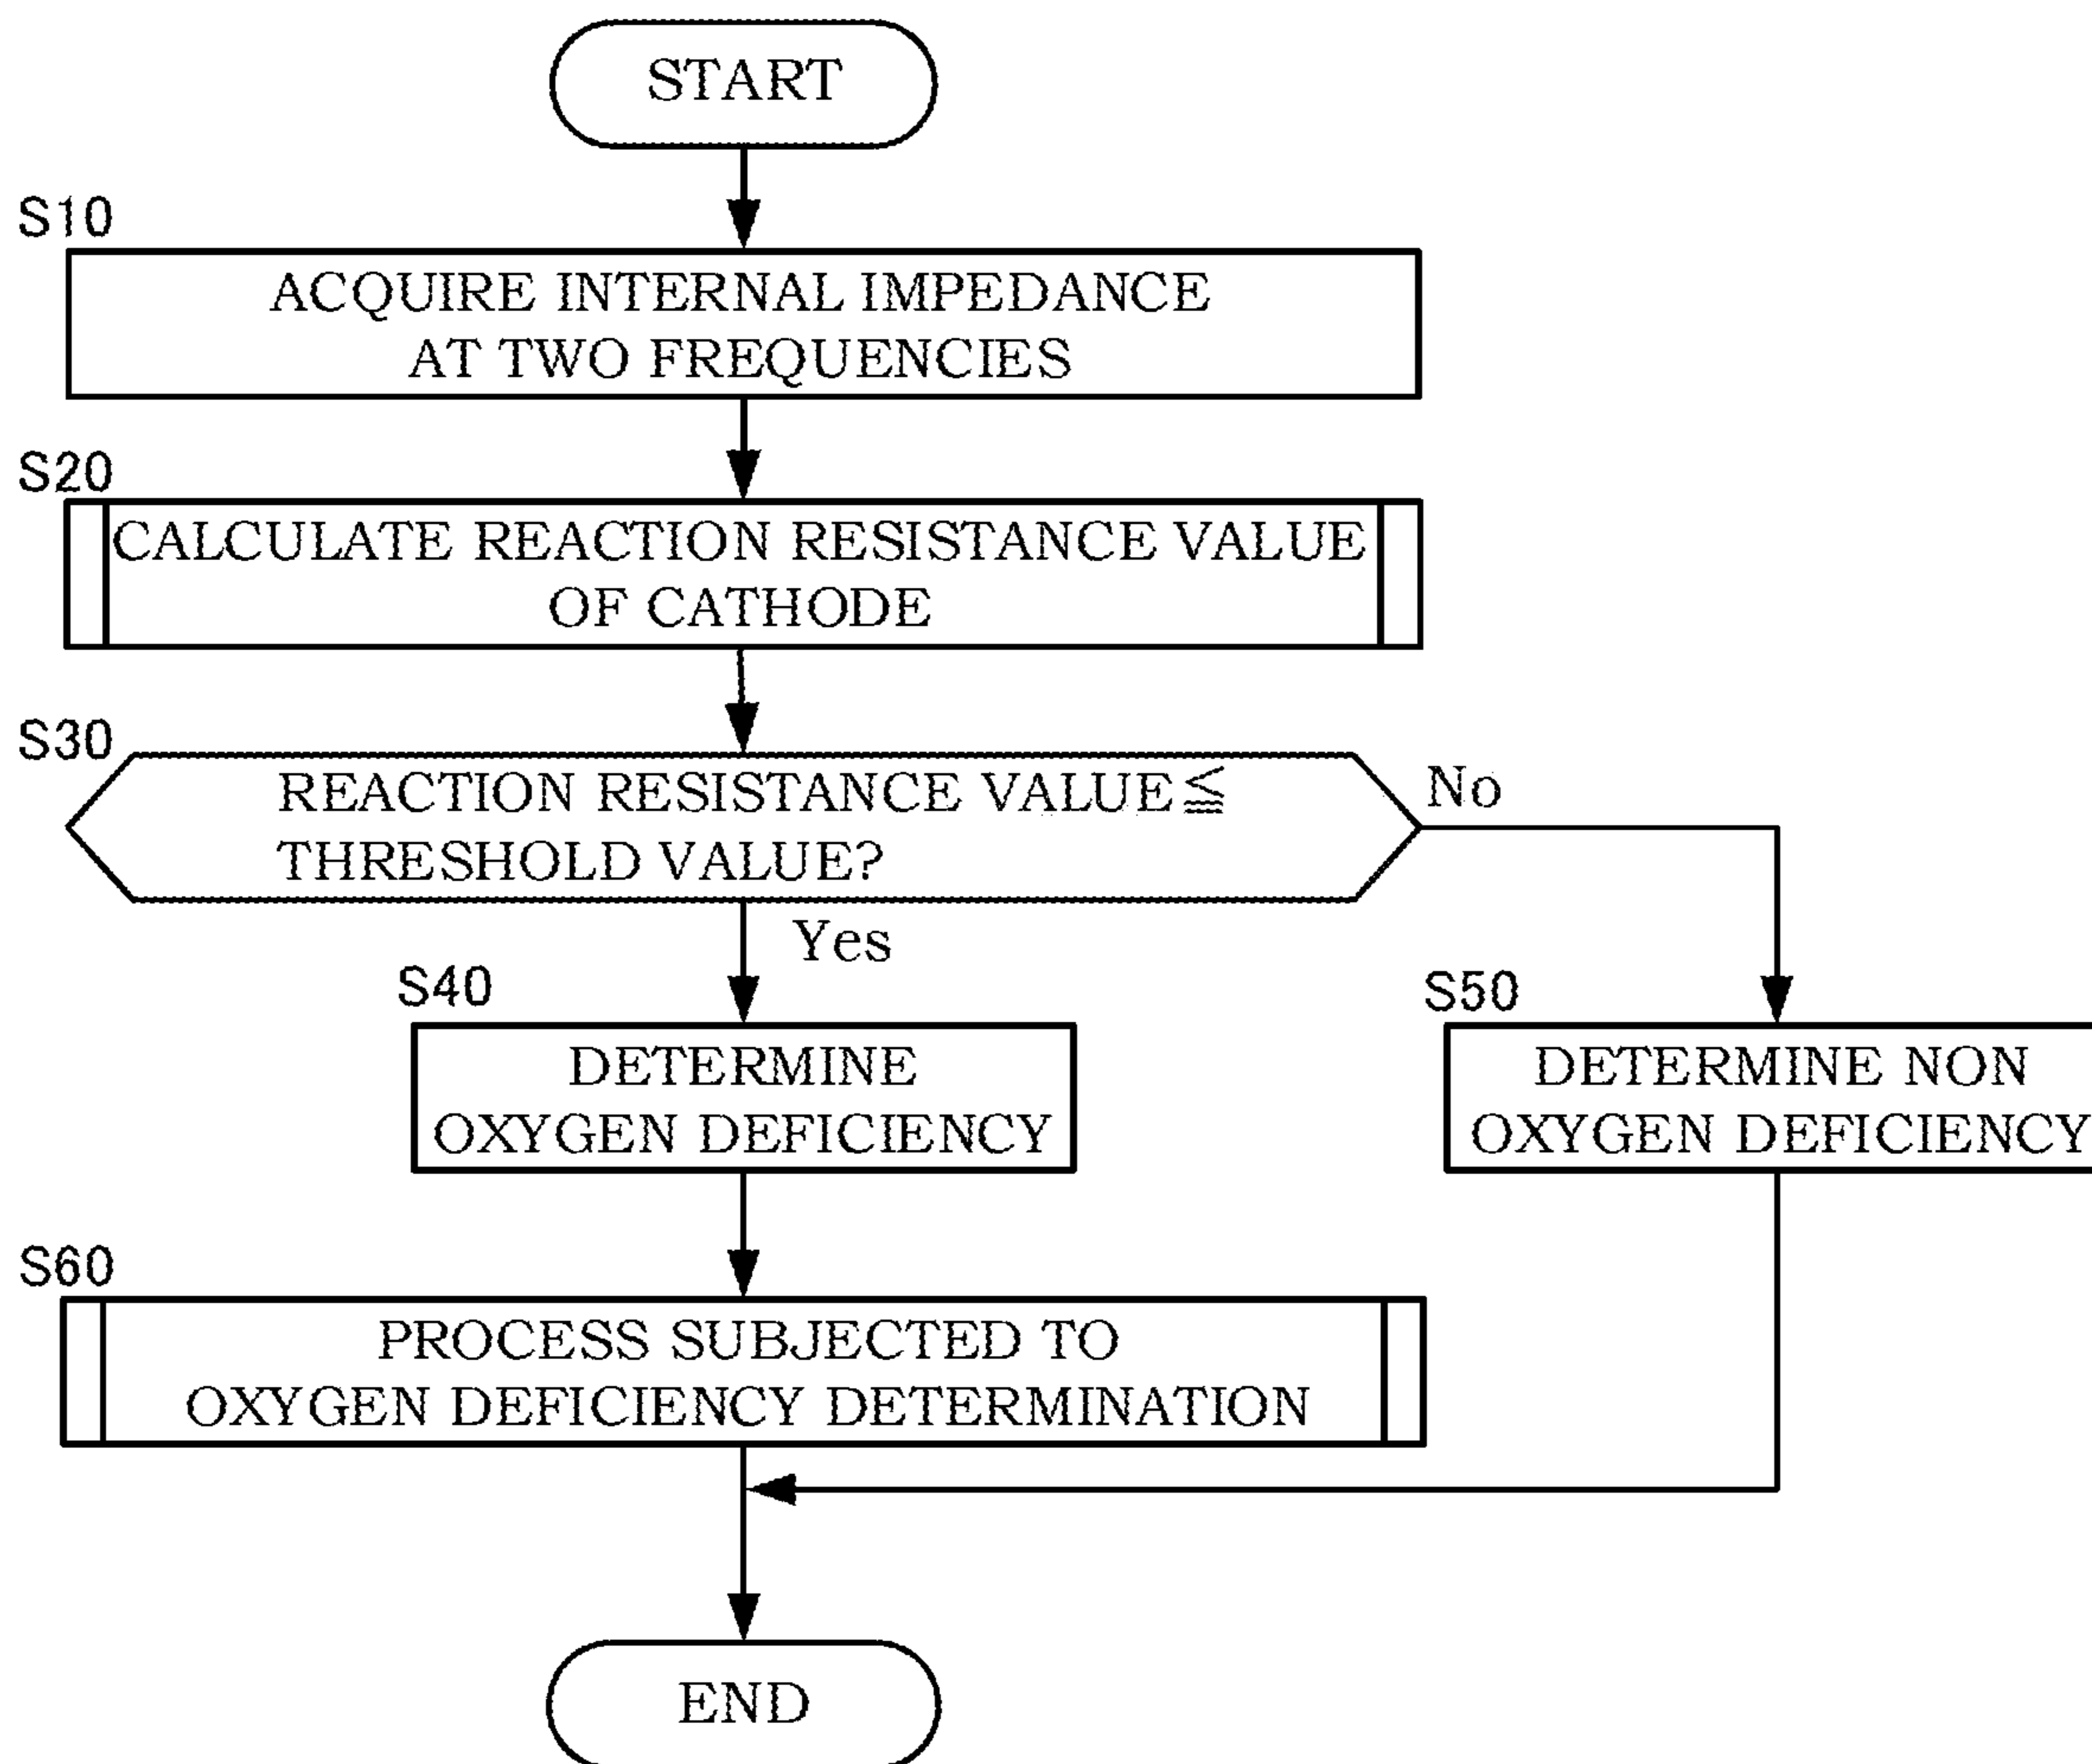 START
S10
ACQUIRE INTERNAL IMPEDANCE
AT TWO FREQUENCIES
S20
CALCULATE REACTION RESISTANCE VALUE
OF CATHODE
S30
REACTION RESISTANCE VALUE≦
THRESHOLD VALUE?
No
Yes
S40
DETERMINE
OXYGEN DEFICIENCY
S50
DETERMINE NON
OXYGEN DEFICIENCY
S60
PROCESS SUBJECTED TO
OXYGEN DEFICIENCY DETERMINATION
END